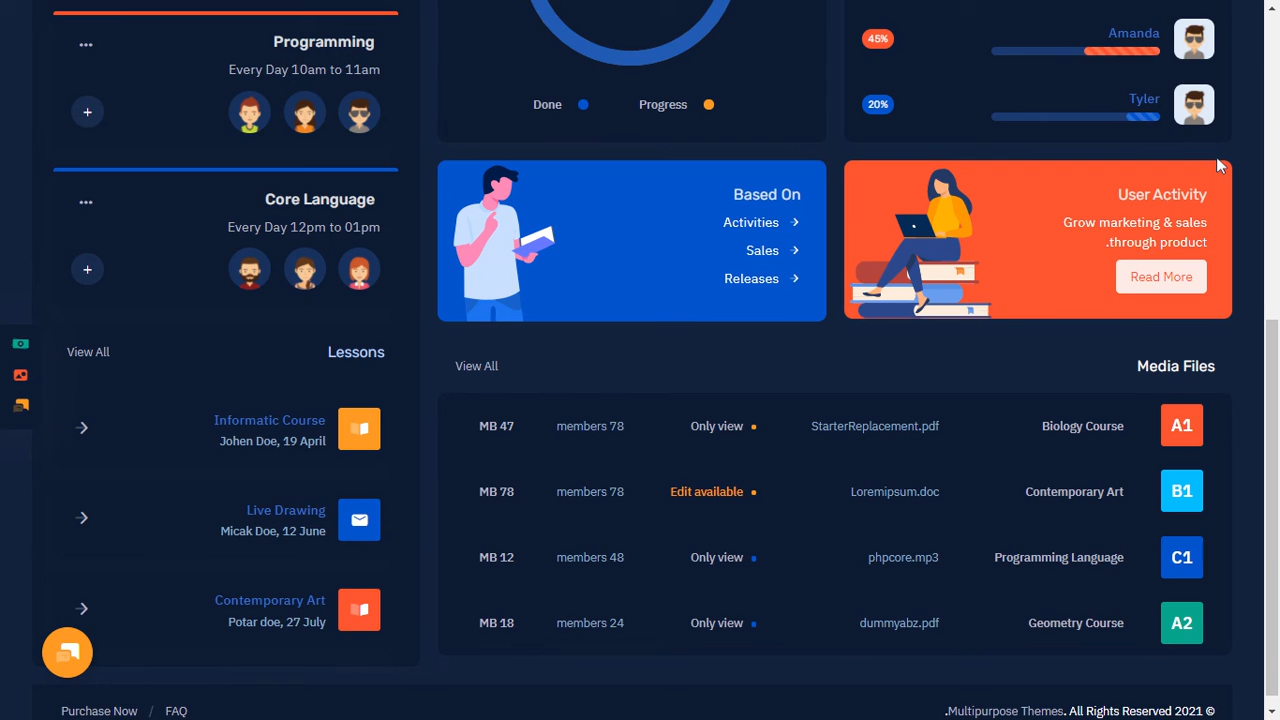 Programming
Every Day 10am to 11am
+
Core Language
Every Day 12pm to 01pm
+
View All
Lessons
Informatic Course
Johen Doe, 19 April
Live Drawing
Micak Doe, 12 June
Contemporary Art
Potar doe, 27 July
Done
Progress
45%
Amanda
20%
Tyler
Based On
Activities
Sales
Releases
User Activity
Grow marketing & sales
.through product
Read More
View All
Media Files
MB 47 members 78 Only view StarterReplacement.pdf Biology Course A1
MB 78 members 78 Edit available Loremipsum.doc Contemporary Art B1
MB 12 members 48 Only view phpcore.mp3 Programming Language C1
MB 18 members 24 Only view dummyabz.pdf Geometry Course A2
Purchase Now / FAQ
.Multipurpose Themes. All Rights Reserved 2021 ©